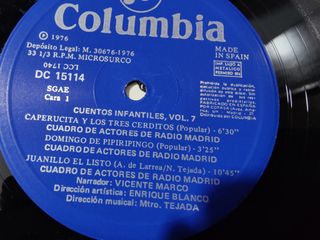 Columbia
℗ 1976
Depósito Legal: M. 30676-1976
33 1/3 R.P.M. MICROSURCO
LCC 1740
DC 15114
SGAE
Cara 1
MADE
IN SPAIN
CUENTOS INFANTILES, VOL. 7
CAPERUCITA Y LOS TRES CERDITOS (Popular) - 6'30"
CUADRO DE ACTORES DE RADIO MADRID
DOMINGO DE PIPIRIPINGO (Popular) - 3'25"
CUADRO DE ACTORES DE RADIO MADRID
JUANILLO EL LISTO (A. de Larrea/N. Tejada) - 10'45"
CUADRO DE ACTORES DE RADIO MADRID
Narrador: VICENTE MARCO
Dirección artística: ENRIQUE BLANCO
Dirección musical: Mtro. TEJADA